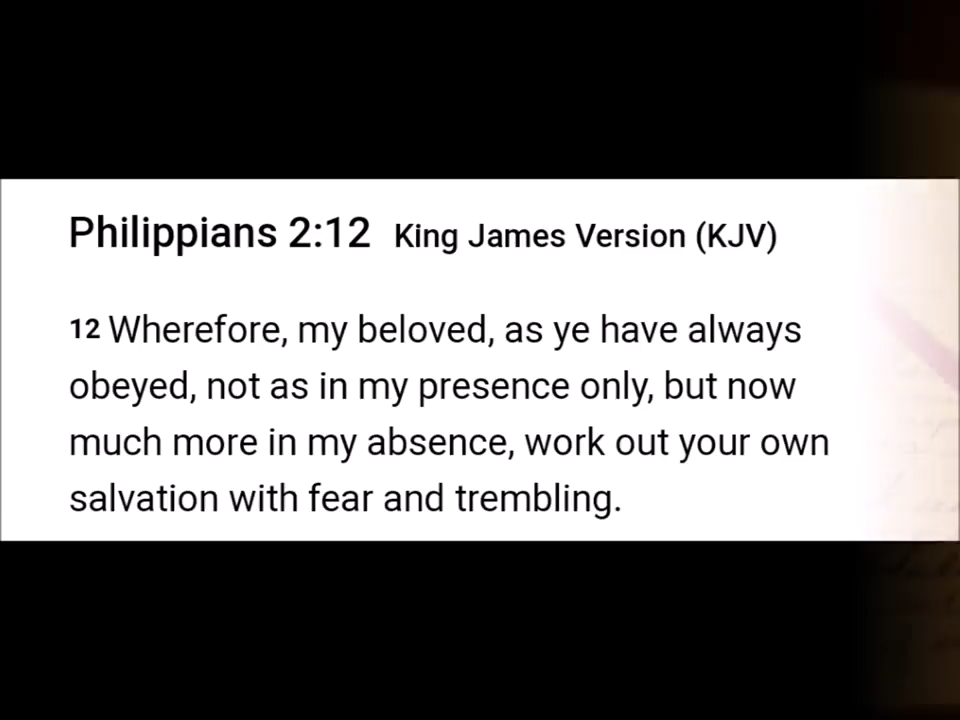 Philippians 2:12 King James Version (KJV)
12 Wherefore, my beloved, as ye have always
obeyed, not as in my presence only, but now
much more in my absence, work out your own
salvation with fear and trembling.